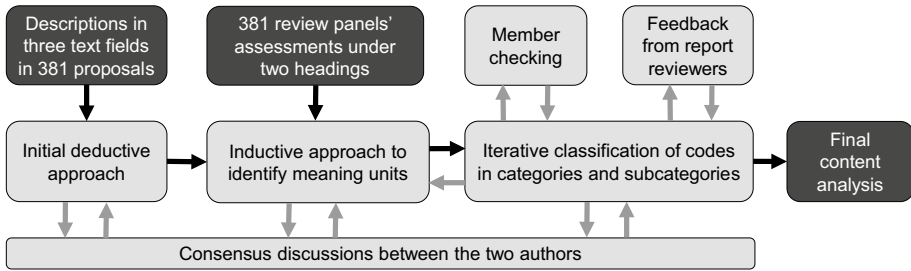 Descriptions in
three text fields
in 381 proposals
381 review panels’
assessments under
two headings
Member
checking
Feedback
from report
reviewers
Initial deductive
approach
Inductive approach to
identify meaning units
Iterative classification of codes
in categories and subcategories
Final
content
analysis
Consensus discussions between the two authors